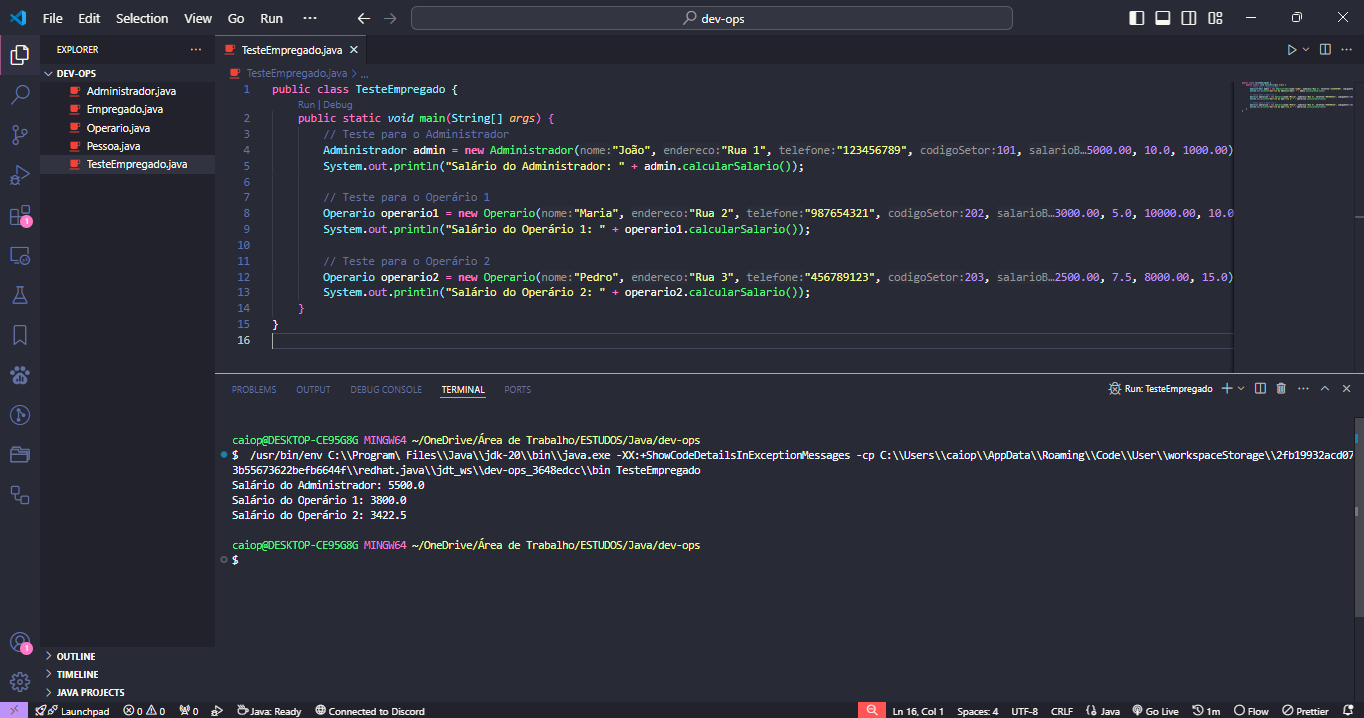 File Edit Selection View Go Run ··· dev-ops
EXPLORER ···
DEV-OPS
Administrador.java
Empregado.java
Operario.java
Pessoa.java
TesteEmpregado.java
OUTLINE
TIMELINE
JAVA PROJECTS
1
1
TesteEmpregado.java
TesteEmpregado.java > ...
1 public class TesteEmpregado {
Run | Debug
2 public static void main(String[] args) {
3 // Teste para o Administrador
4 Administrador admin = new Administrador(nome:"João", endereco:"Rua 1", telefone:"123456789", codigoSetor:101, salarioB…5000.00, 10.0, 1000.00)
5 System.out.println("Salário do Administrador: " + admin.calcularSalario());
6
7 // Teste para o Operário 1
8 Operario operario1 = new Operario(nome:"Maria", endereco:"Rua 2", telefone:"987654321", codigoSetor:202, salarioB…3000.00, 5.0, 10000.00, 10.0
9 System.out.println("Salário do Operário 1: " + operario1.calcularSalario());
10
11 // Teste para o Operário 2
12 Operario operario2 = new Operario(nome:"Pedro", endereco:"Rua 3", telefone:"456789123", codigoSetor:203, salarioB…2500.00, 7.5, 8000.00, 15.0)
13 System.out.println("Salário do Operário 2: " + operario2.calcularSalario());
14 }
15 }
16
PROBLEMS OUTPUT DEBUG CONSOLE TERMINAL PORTS Run: TesteEmpregado
caiop@DESKTOP-CE95G8G MINGW64 ~/OneDrive/Área de Trabalho/ESTUDOS/Java/dev-ops
$ /usr/bin/env C:\\Program\ Files\\Java\\jdk-20\\bin\\java.exe -XX:+ShowCodeDetailsInExceptionMessages -cp C:\\Users\\caiop\\AppData\\Roaming\\Code\\User\\workspaceStorage\\2fb19932acd07
3b55673622befb6644f\\redhat.java\\jdt_ws\\dev-ops_3648edcc\\bin TesteEmpregado
Salário do Administrador: 5500.0
Salário do Operário 1: 3800.0
Salário do Operário 2: 3422.5
caiop@DESKTOP-CE95G8G MINGW64 ~/OneDrive/Área de Trabalho/ESTUDOS/Java/dev-ops
$
Launchpad 0 0 0 Java: Ready Connected to Discord Ln 16, Col 1 Spaces: 4 UTF-8 CRLF {} Java Go Live 1m Flow Prettier